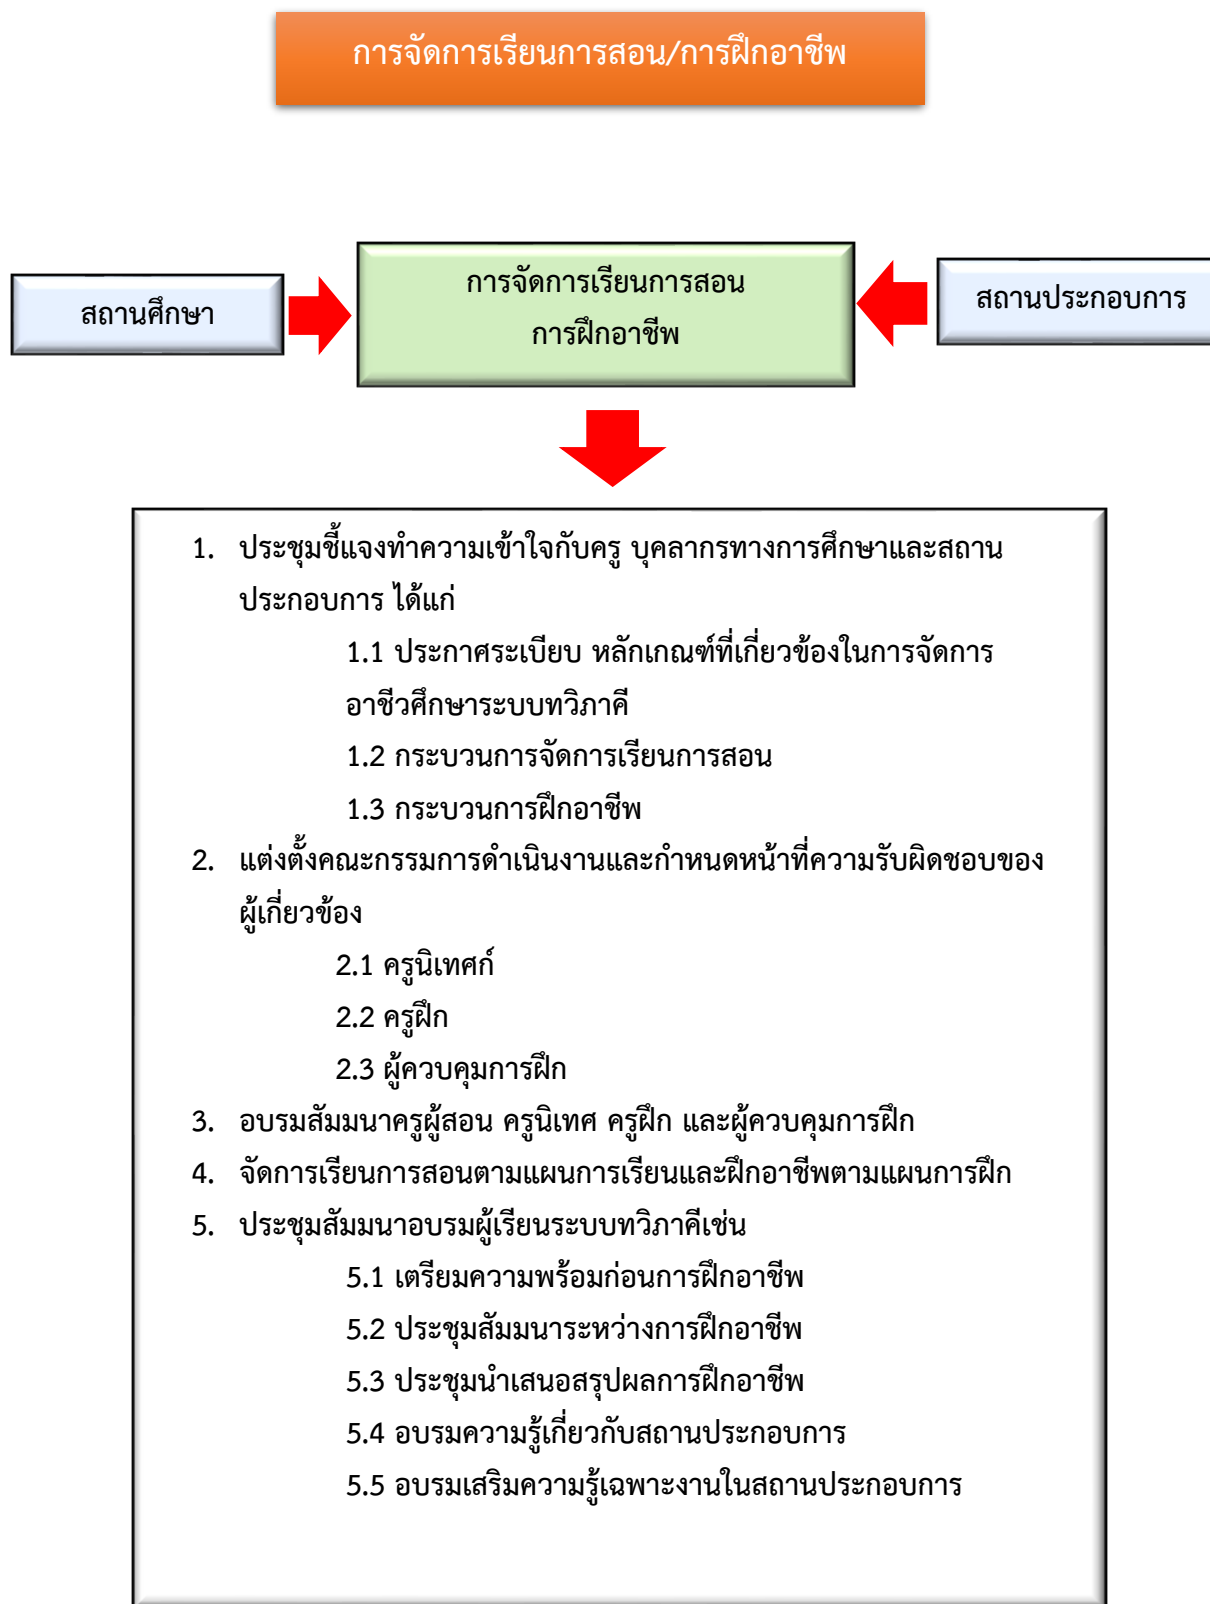 การจัดการเรียนการสอน/การฝึกอาชีพ
สถานศึกษา
การจัดการเรียนการสอน
การฝึกอาชีพ
สถานประกอบการ
1. ประชุมชี้แจงทำความเข้าใจกับครู บุคลากรทางการศึกษาและสถาน
ประกอบการ ได้แก่
1.1 ประกาศระเบียบ หลักเกณฑ์ที่เกี่ยวข้องในการจัดการ
อาชีวศึกษาระบบทวิภาคี
1.2 กระบวนการจัดการเรียนการสอน
1.3 กระบวนการฝึกอาชีพ
2. แต่งตั้งคณะกรรมการดำเนินงานและกำหนดหน้าที่ความรับผิดชอบของ
ผู้เกี่ยวข้อง
2.1 ครูนิเทศก์
2.2 ครูฝึก
2.3 ผู้ควบคุมการฝึก
3. อบรมสัมมนาครูผู้สอน ครูนิเทศ ครูฝึก และผู้ควบคุมการฝึก
4. จัดการเรียนการสอนตามแผนการเรียนและฝึกอาชีพตามแผนการฝึก
5. ประชุมสัมมนาอบรมผู้เรียนระบบทวิภาคีเช่น
5.1 เตรียมความพร้อมก่อนการฝึกอาชีพ
5.2 ประชุมสัมมนาระหว่างการฝึกอาชีพ
5.3 ประชุมนำเสนอสรุปผลการฝึกอาชีพ
5.4 อบรมความรู้เกี่ยวกับสถานประกอบการ
5.5 อบรมเสริมความรู้เฉพาะงานในสถานประกอบการ